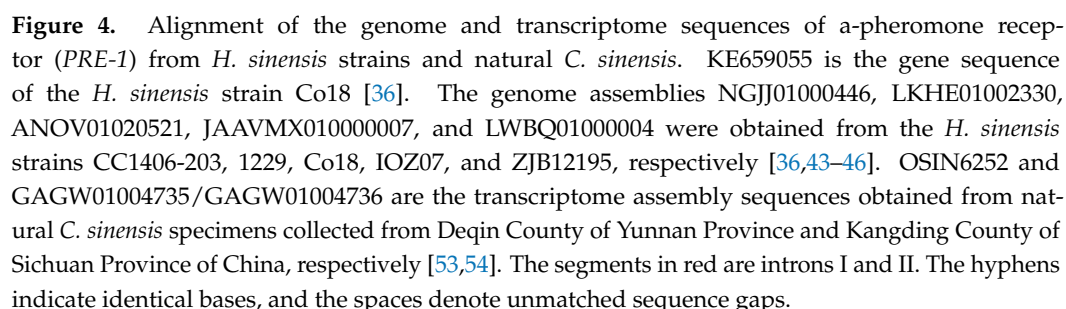 Figure 4. Alignment of the genome and transcriptome sequences of a-pheromone recep-
tor (PRE-1) from H. sinensis strains and natural C. sinensis. KE659055 is the gene sequence
of the H. sinensis strain Co18 [36]. The genome assemblies NGJJ01000446, LKHE01002330,
ANOV01020521, JAAVMX010000007, and LWBQ01000004 were obtained from the H. sinensis
strains CC1406-203, 1229, Co18, IOZ07, and ZJB12195, respectively [36,43–46]. OSIN6252 and
GAGW01004735/GAGW01004736 are the transcriptome assembly sequences obtained from nat-
ural C. sinensis specimens collected from Deqin County of Yunnan Province and Kangding County of
Sichuan Province of China, respectively [53,54]. The segments in red are introns I and II. The hyphens
indicate identical bases, and the spaces denote unmatched sequence gaps.